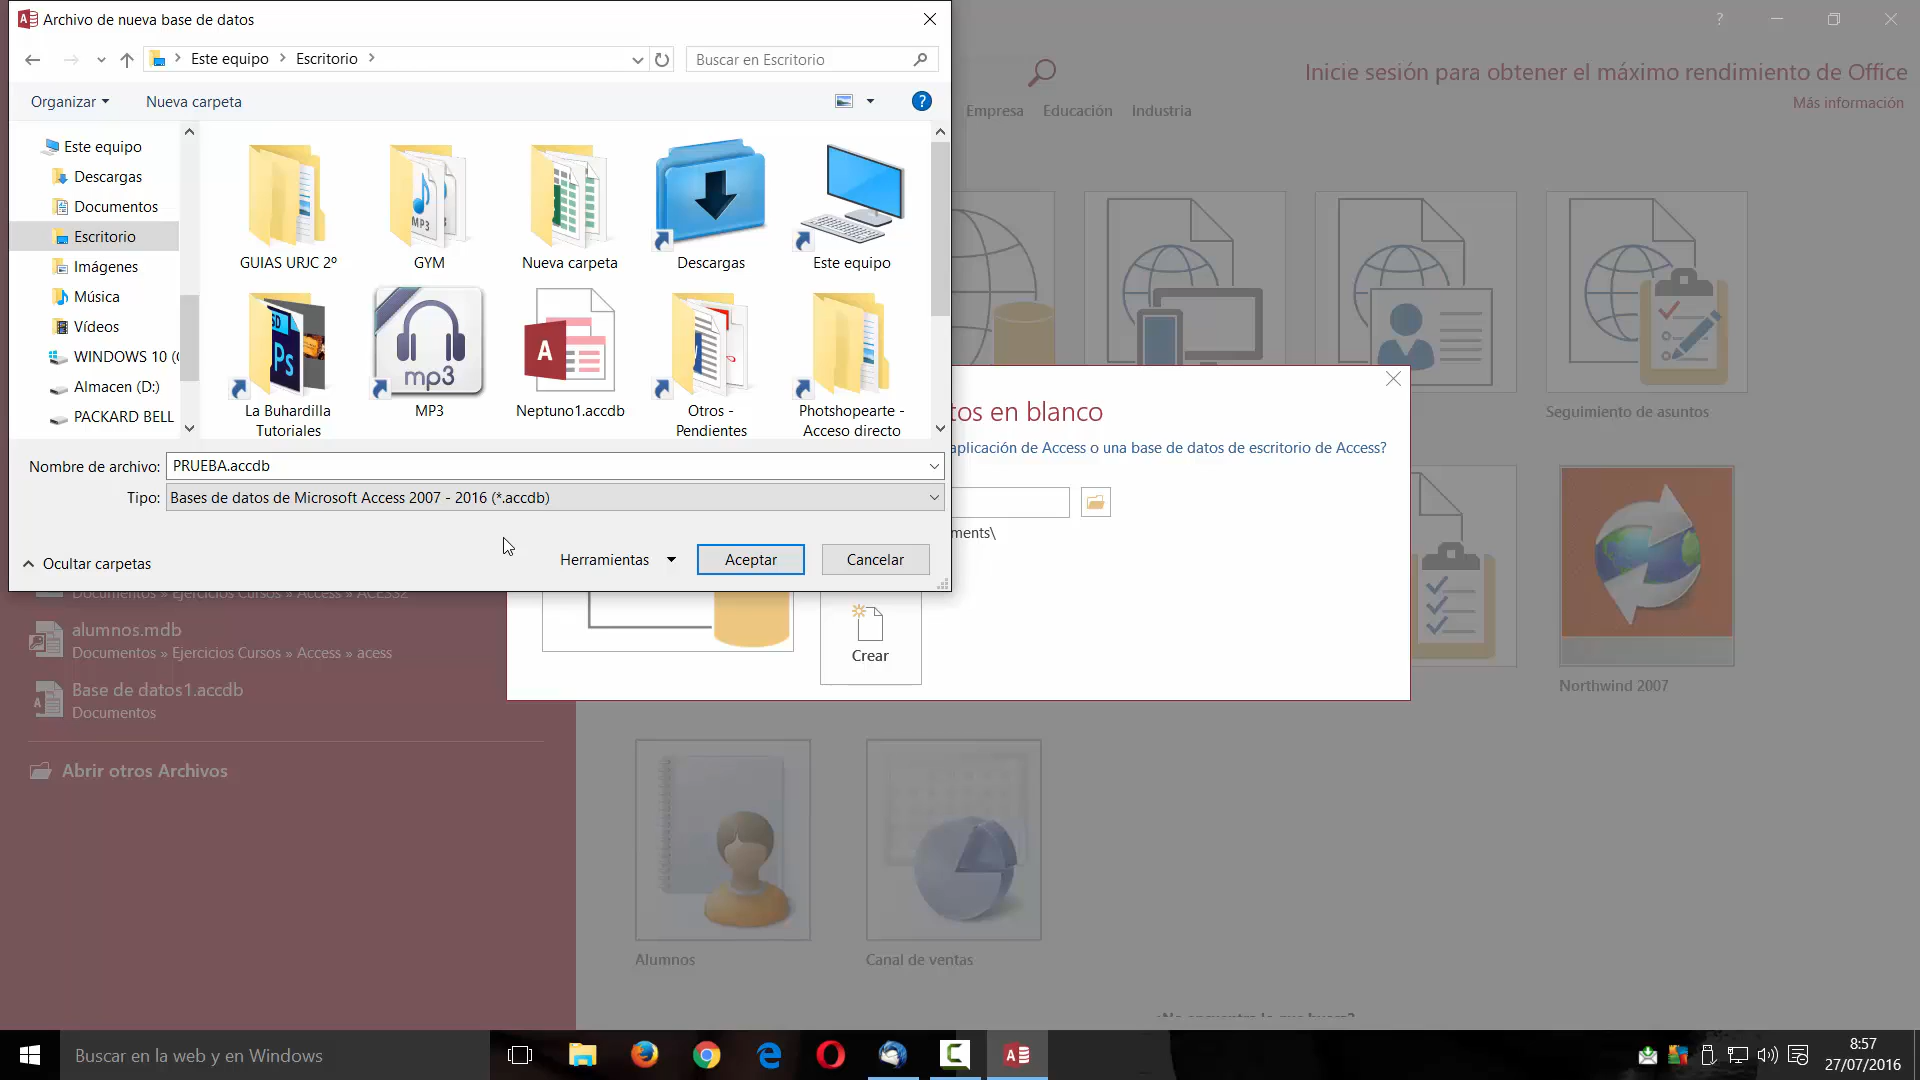 Archivo de nueva base de datos
Este equipo
Escritorio
Buscar en Escritorio
Organizar
Nueva carpeta
Este equipo
Descargas
Documentos
Escritorio
Imágenes
Música
Vídeos
WINDOWS 10 (
Almacen (D:)
PACKARD BELL
GUIAS URJC 2º
GYM
Nueva carpeta
Descargas
Este equipo
La Buhardilla
Tutoriales
mp3
MP3
Neptuno1.accdb
Otros -
Pendientes
Photshopearte -
Acceso directo
Nombre de archivo:
PRUEBA.accdb
Tipo:
Bases de datos de Microsoft Access 2007 - 2016 (*.accdb)
Ocultar carpetas
Herramientas
Aceptar
Cancelar
Inicie sesión para obtener el máximo rendimiento de Office
Más información
Empresa
Educación
Industria
Seguimiento de asuntos
tos en blanco
aplicación de Access o una base de datos de escritorio de Access?
ments\
Crear
Northwind 2007
Documentos » Ejercicios Cursos » Access » ACESS2
alumnos.mdb
Documentos » Ejercicios Cursos » Access » acess
Base de datos1.accdb
Documentos
Abrir otros Archivos
Alumnos
Canal de ventas
Buscar en la web y en Windows
8:57
27/07/2016